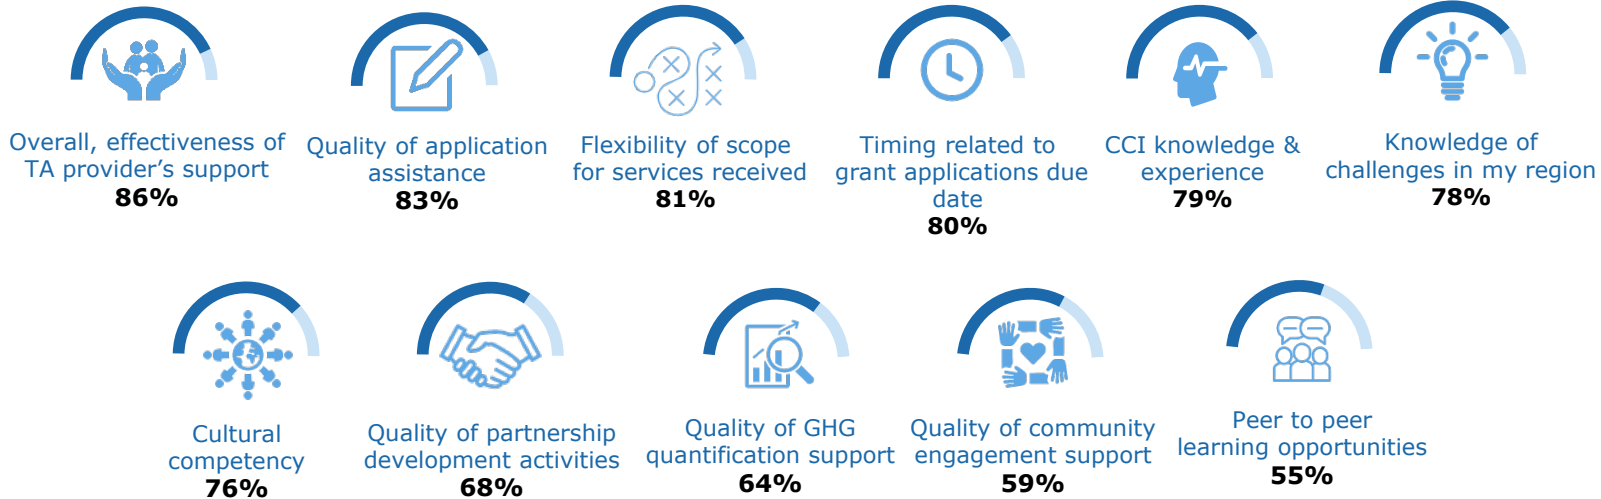 Overall, effectiveness of
TA provider's support
86%
Quality of application
assistance
83%
Flexibility of scope
for services received
81%
Timing related to
grant applications due
date
80%
CCI knowledge &
experience
79%
Knowledge of
challenges in my region
78%
Cultural
competency
76%
Quality of partnership
development activities
68%
Quality of GHG
quantification support
64%
Quality of community
engagement support
59%
Peer to peer
learning opportunities
55%